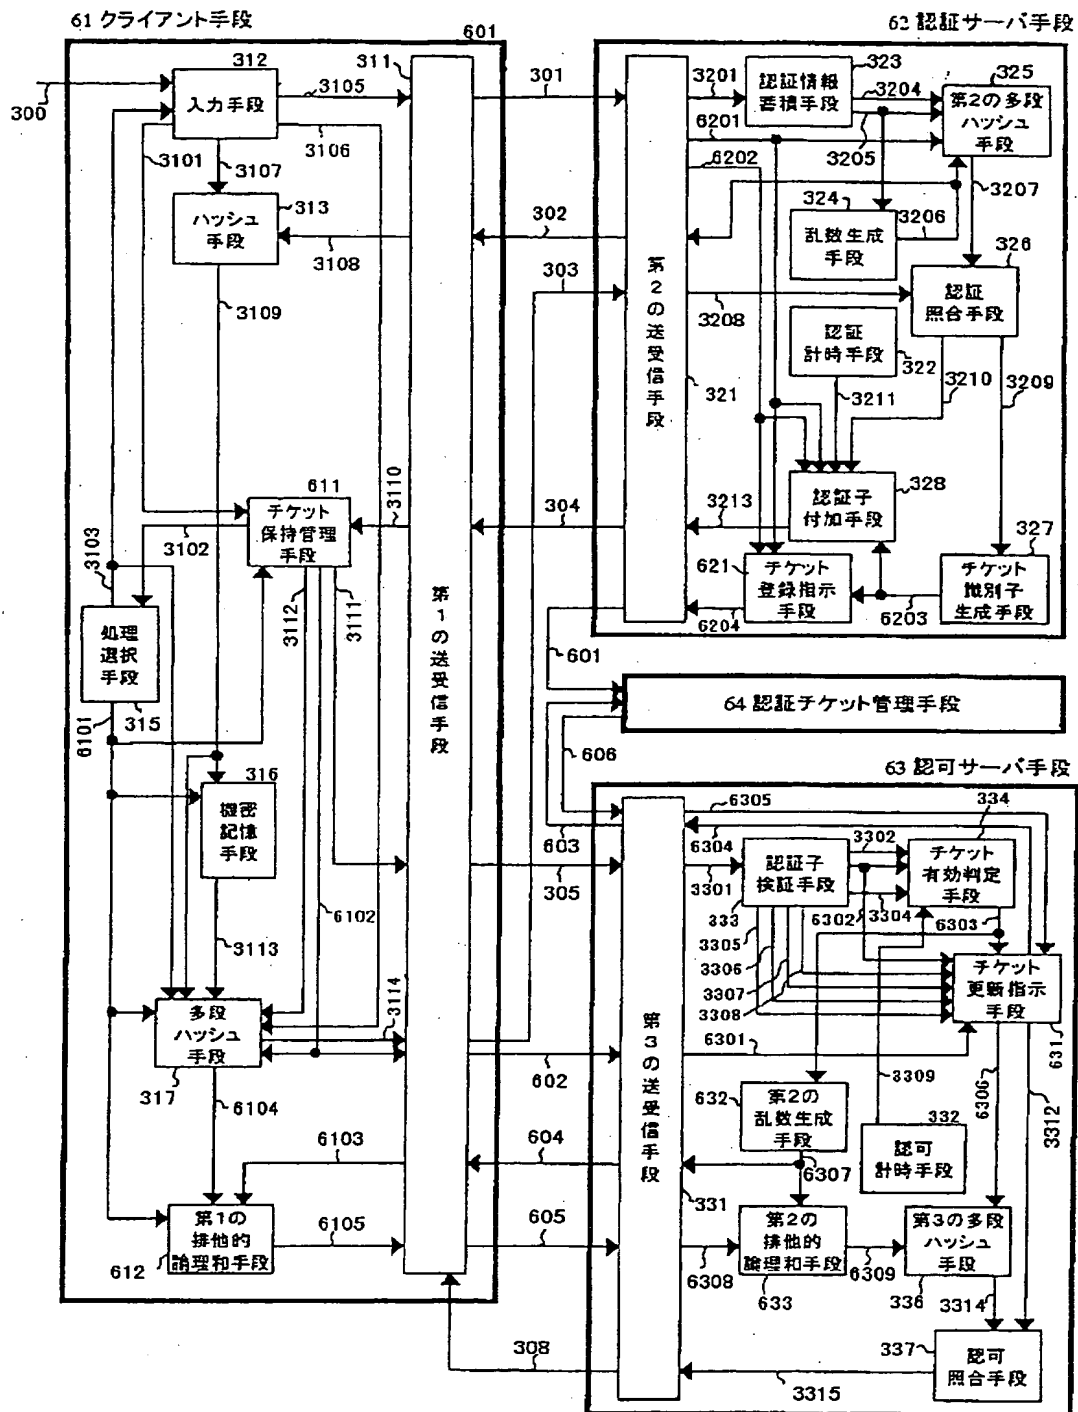 61 クライアント手段
601
62 認証サーバ手段
300
312
入力手段
3105
311
301
3201
323
認証情報
蓄積手段
3204
325
第2の多段
ハッシュ
手段
3101
3106
3107
6201
6202
3205
3207
313
ハッシュ
手段
3108
302
324
乱数生成
手段
3206
326
認証
照合手段
303
3109
3208
認証
計時手段
322
3210
3209
第2の送受信手段
321
3211
611
チケット
保持管理
手段
3110
304
3213
認証子
付加手段
328
327
チケット
識別子
生成手段
3103
3102
621
チケット
登録指示
手段
6203
6204
処理
選択
手段
315
3112
3111
第1の送受信手段
601
64 認証チケット管理手段
606
6101
63 認可サーバ手段
316
機密
記憶
手段
6305
334
603
6304
3302
チケット
有効判定
手段
305
3301
認証子
検証手段
333
6302
3304
6303
3305
3306
3307
3308
6102
3113
3114
多段
ハッシュ
手段
317
チケット
更新指示
手段
631
第3の送受信手段
6301
602
3309
6306
3312
6104
632
第2の
乱数生成
手段
332
認可
計時手段
6103
604
6307
331
第1の
排他的
論理和手段
612
6105
605
6308
第2の
排他的
論理和手段
633
6309
第3の多段
ハッシュ
手段
336
3314
308
337
認可
照合手段
3315